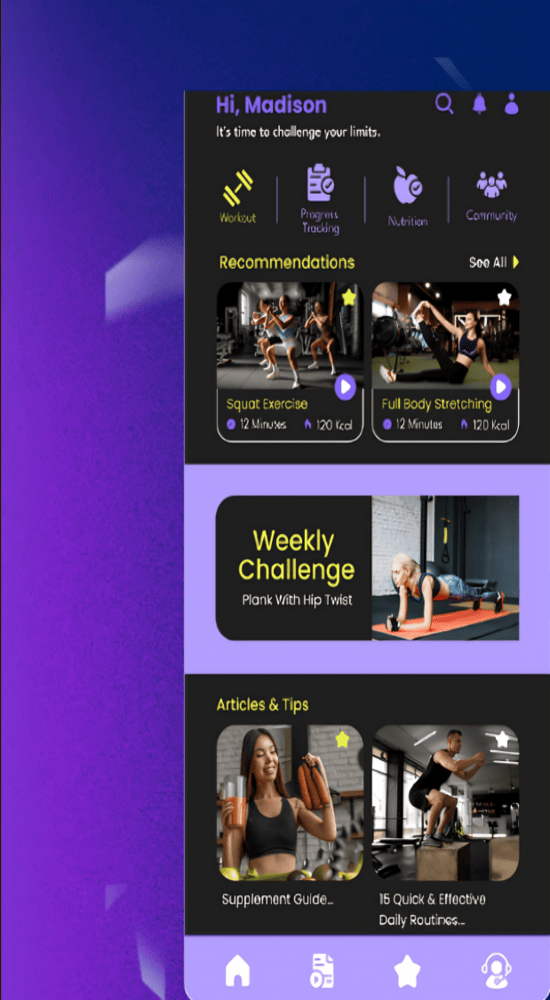 Hi, Madison
It's time to challenge your limits.
Workout
Progress
Tracking
Nutrition
Community
Recommendations
See All
Squat Exercise
12 Minutes
120 Kcal
Full Body Stretching
12 Minutes
120 Kcal
Weekly
Challenge
Plank With Hip Twist
Articles & Tips
Supplement Guide...
15 Quick & Effective
Daily Routines...